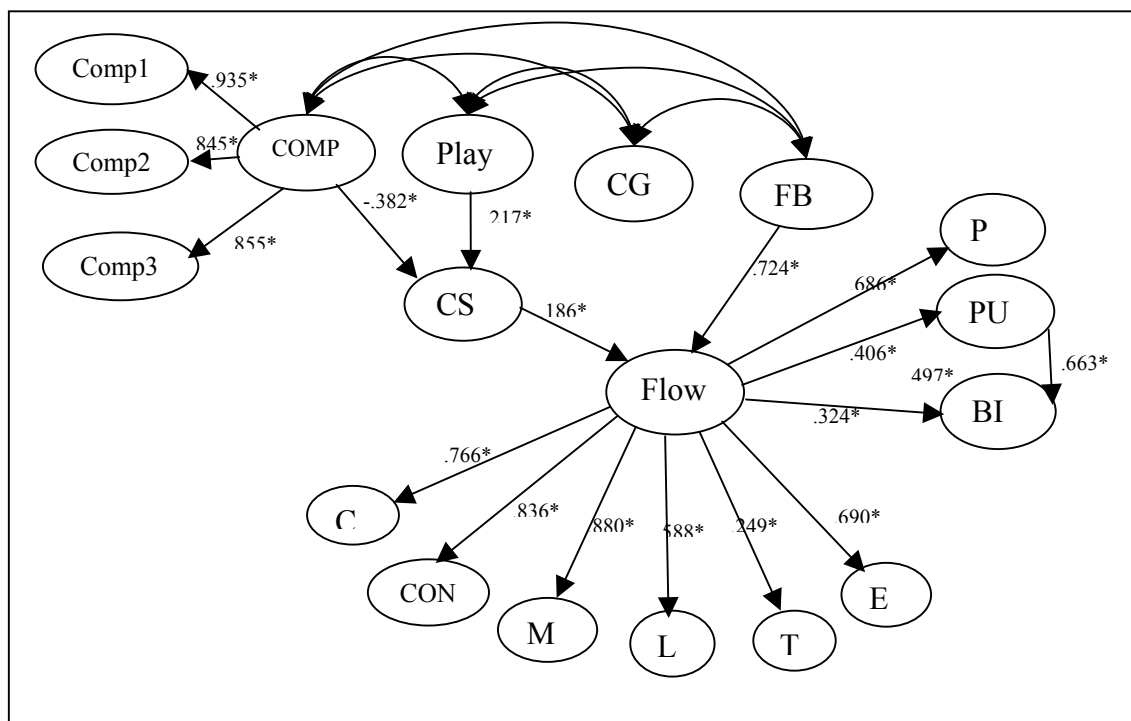 Comp1
.935*
Comp2
845*
COMP
Play
CG
FB
-.382*
217*
Comp3
855*
P
CS
.724*
.686*
186*
PU
.406*
.663*
Flow
497*
.324*
BI
.766*
C
.836*
.880*
588*
.249*
.690*
CON
M
L
T
E